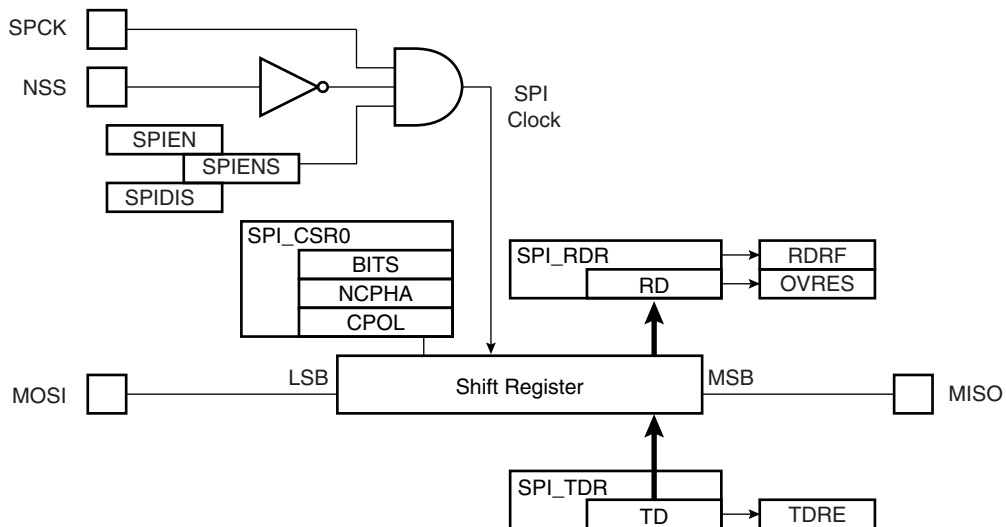 SPCK
NSS
SPI
Clock
SPIEN
SPIENS
SPIDIS
SPI_CSR0
BITS
NCPHA
CPOL
SPI_RDR
RD
RDRF
OVRES
MOSI
LSB
Shift Register
MSB
MISO
SPI_TDR
TD
TDRE